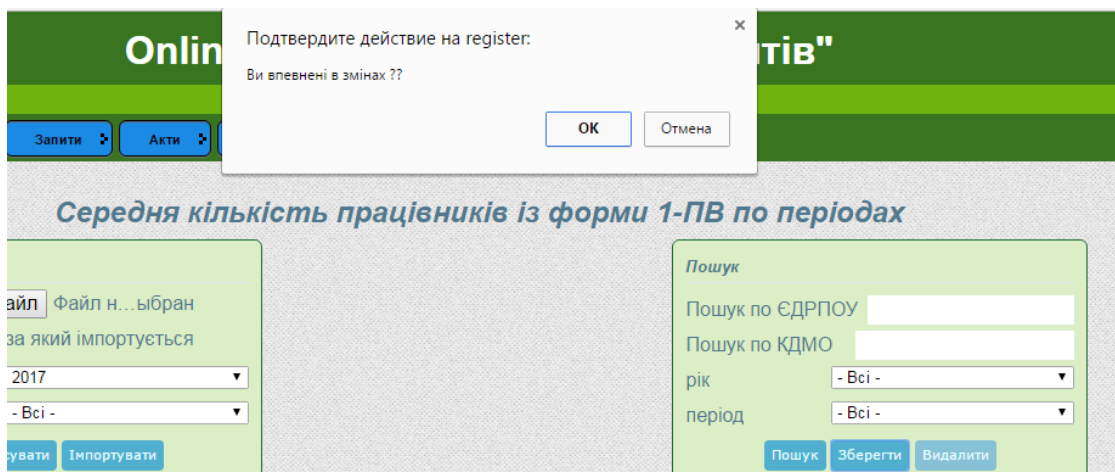 Onlin
тів"
Подтвердите действие на register:
×
Ви впевнені в змінах ??
OK
Отмена
Запити
Акти
Середня кількість працівників із форми 1-ПВ по періодах
айл Файл н...ыбран
за який імпортується
2017
- Всі -
увати
Імпортувати
Пошук
Пошук по ЄДРПОУ
Пошук по КДМО
рік
- Всі -
період
- Всі -
Пошук
Зберегти
Видалити